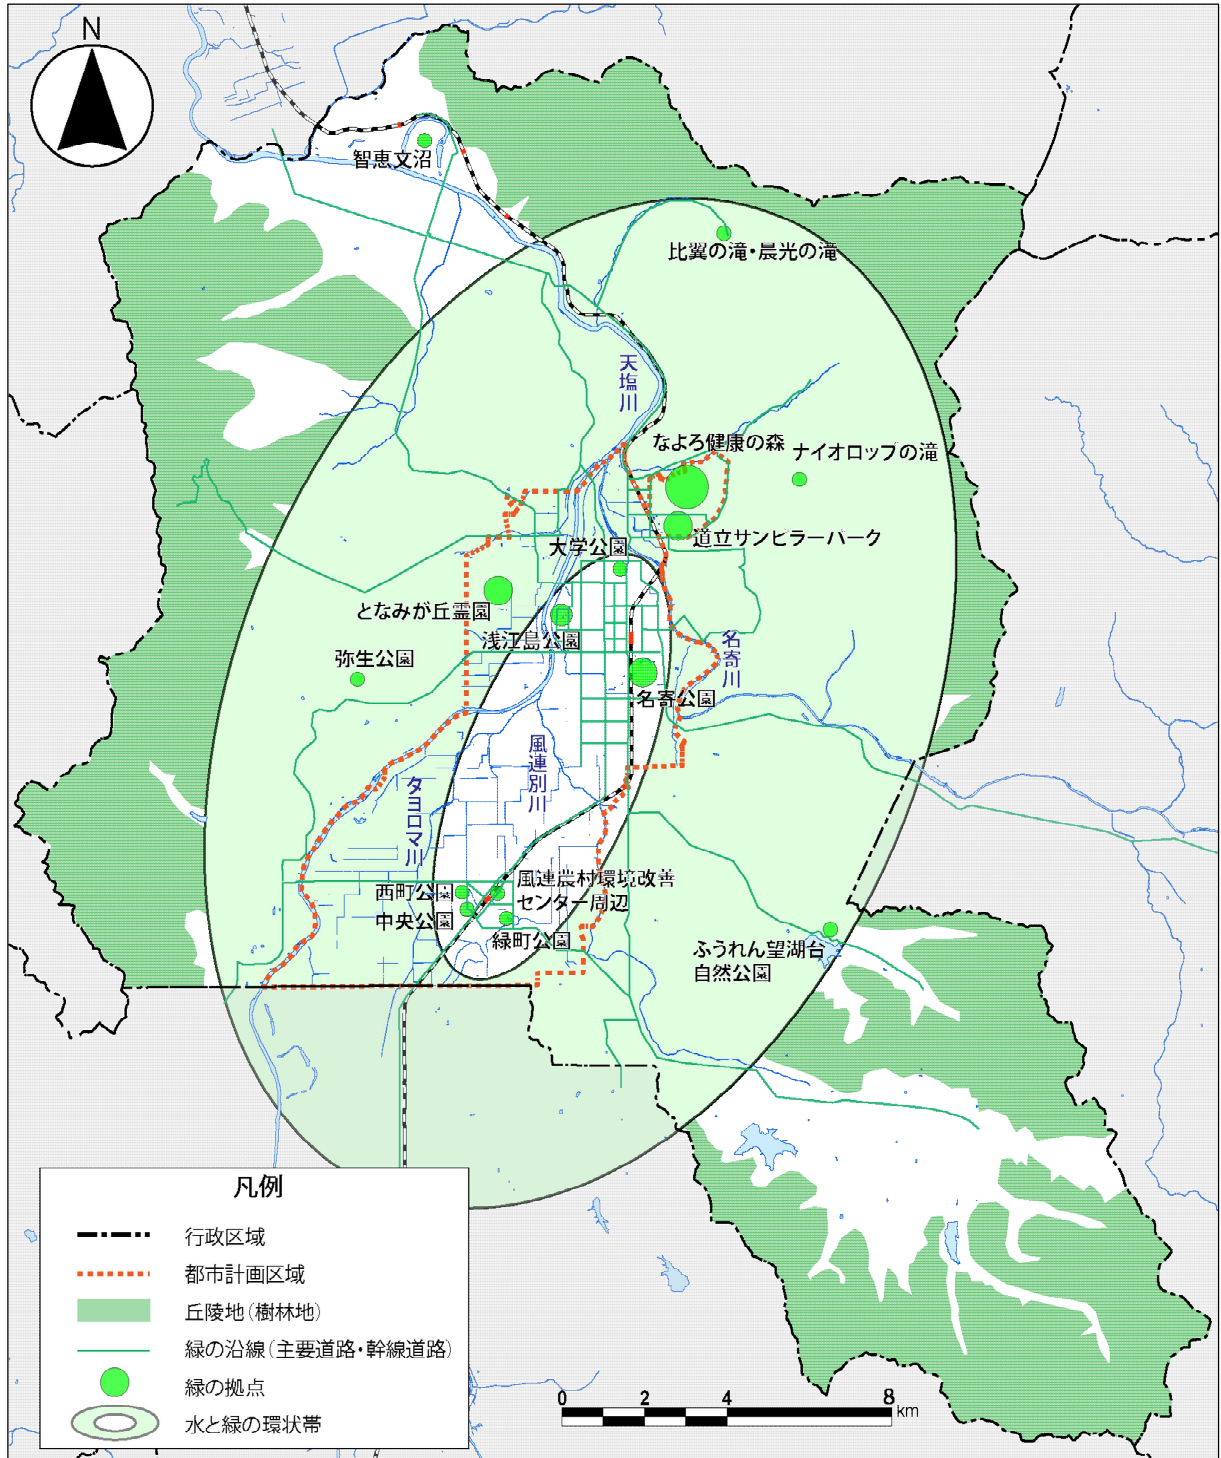 N
智恵文沼
比翼の滝・晨光の滝
天塩川
なよろ健康の森
ナイオロップの滝
道立サンピラーパーク
大学公園
となみが丘霊園
浅江島公園
弥生公園
名寄川
名寄公園
風連別川
タヨロマ川
西町公園
風連農村環境改善
センター周辺
中央公園
緑町公園
ふうれん望湖台
自然公園
凡例
行政区域
都市計画区域
丘陵地(樹林地)
緑の沿線(主要道路・幹線道路)
緑の拠点
水と緑の環状帯
0 2 4 8
km